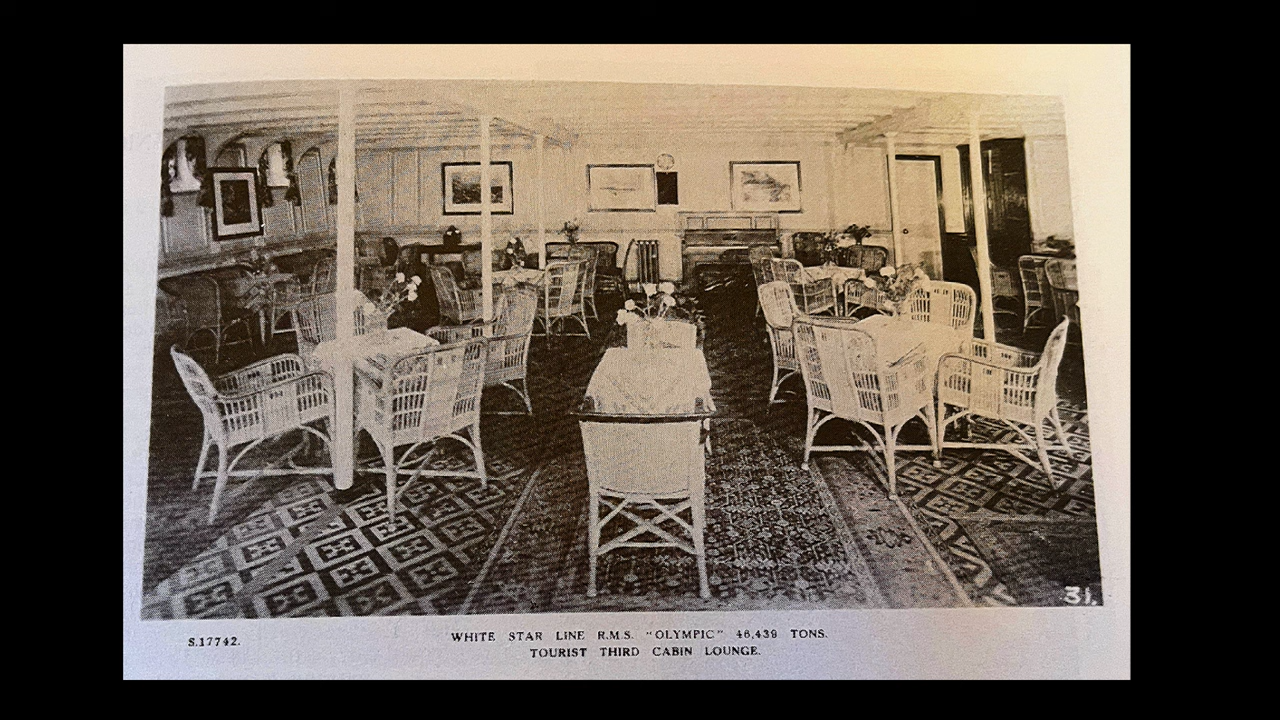 31.
S.17742.
WHITE STAR LINE R.M.S. "OLYMPIC" 46,439 TONS.
TOURIST THIRD CABIN LOUNGE.